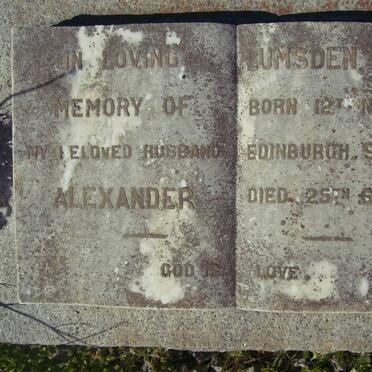 IN LOVING
MEMORY OF
MY BELOVED HUSBAND
ALEXANDER
LUMSDEN
BORN 12TH
EDINBURGH
DIED 25TH
GOD IS LOVE.